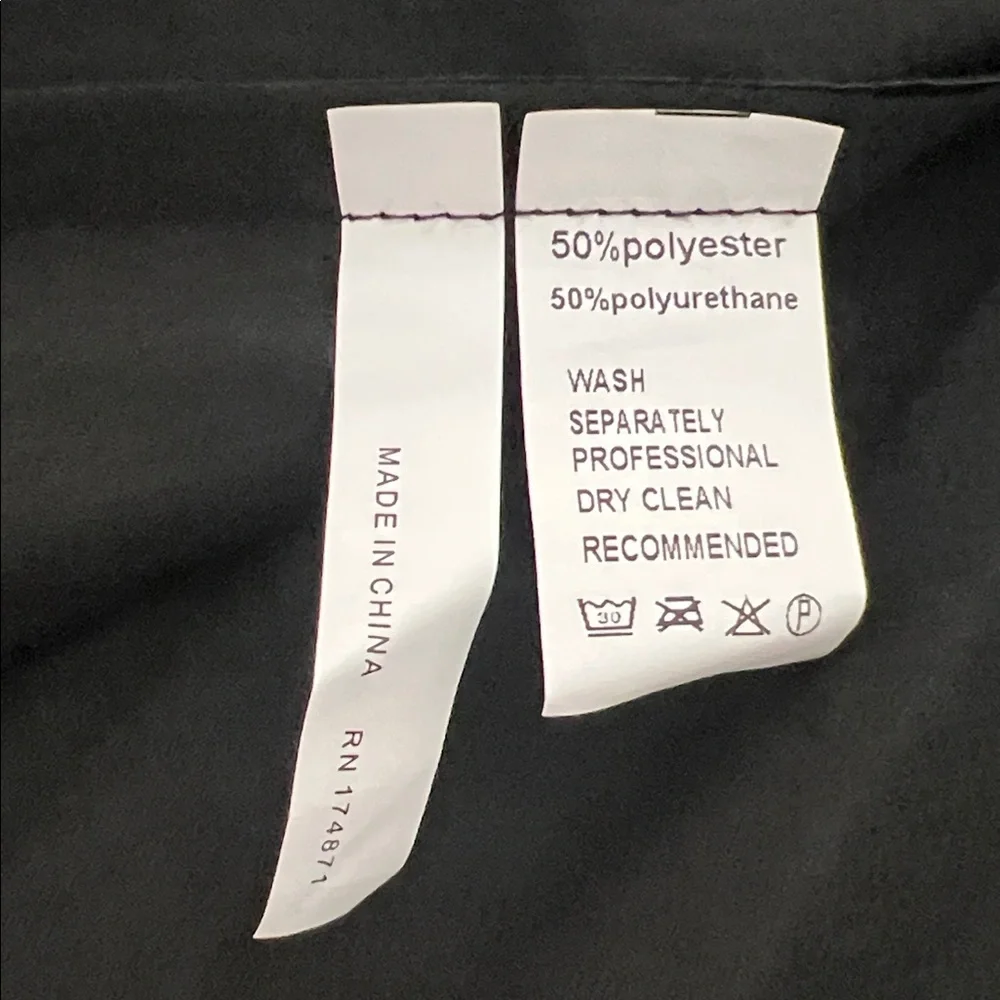 MADE IN CHINA
RN 174871
50%polyester
50%polyurethane
WASH
SEPARATELY
PROFESSIONAL
DRY CLEAN
RECOMMENDED
30
P